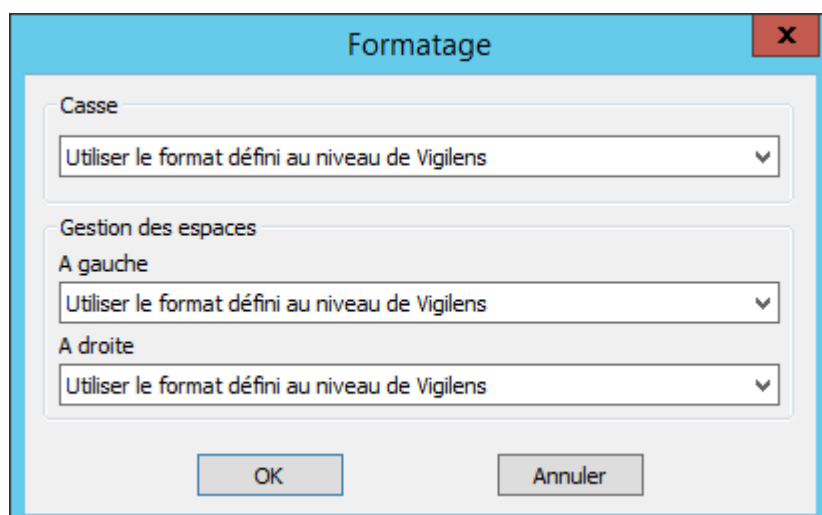 Formatage
x
Casse
Utiliser le format défini au niveau de Vigilens
Gestion des espaces
A gauche
Utiliser le format défini au niveau de Vigilens
A droite
Utiliser le format défini au niveau de Vigilens
OK Annuler